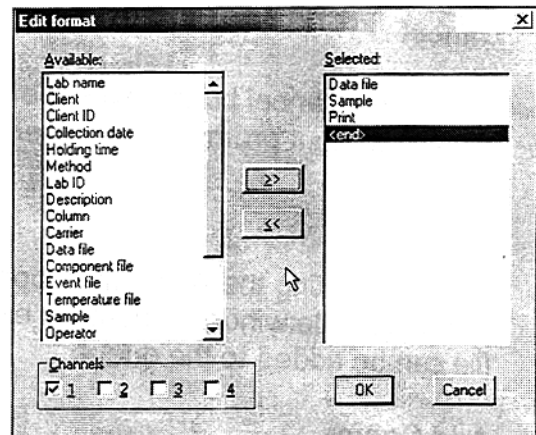 Edit format
Available:
Lab name
Client
Client ID
Collection date
Holding time
Method
Lab ID
Description
Column
Carrier
Data file
Component file
Event file
Temperature file
Sample
Operator
>>
<<
Selected:
Data file
Sample
Print
<end>
Channels
1 2 3 4
OK Cancel